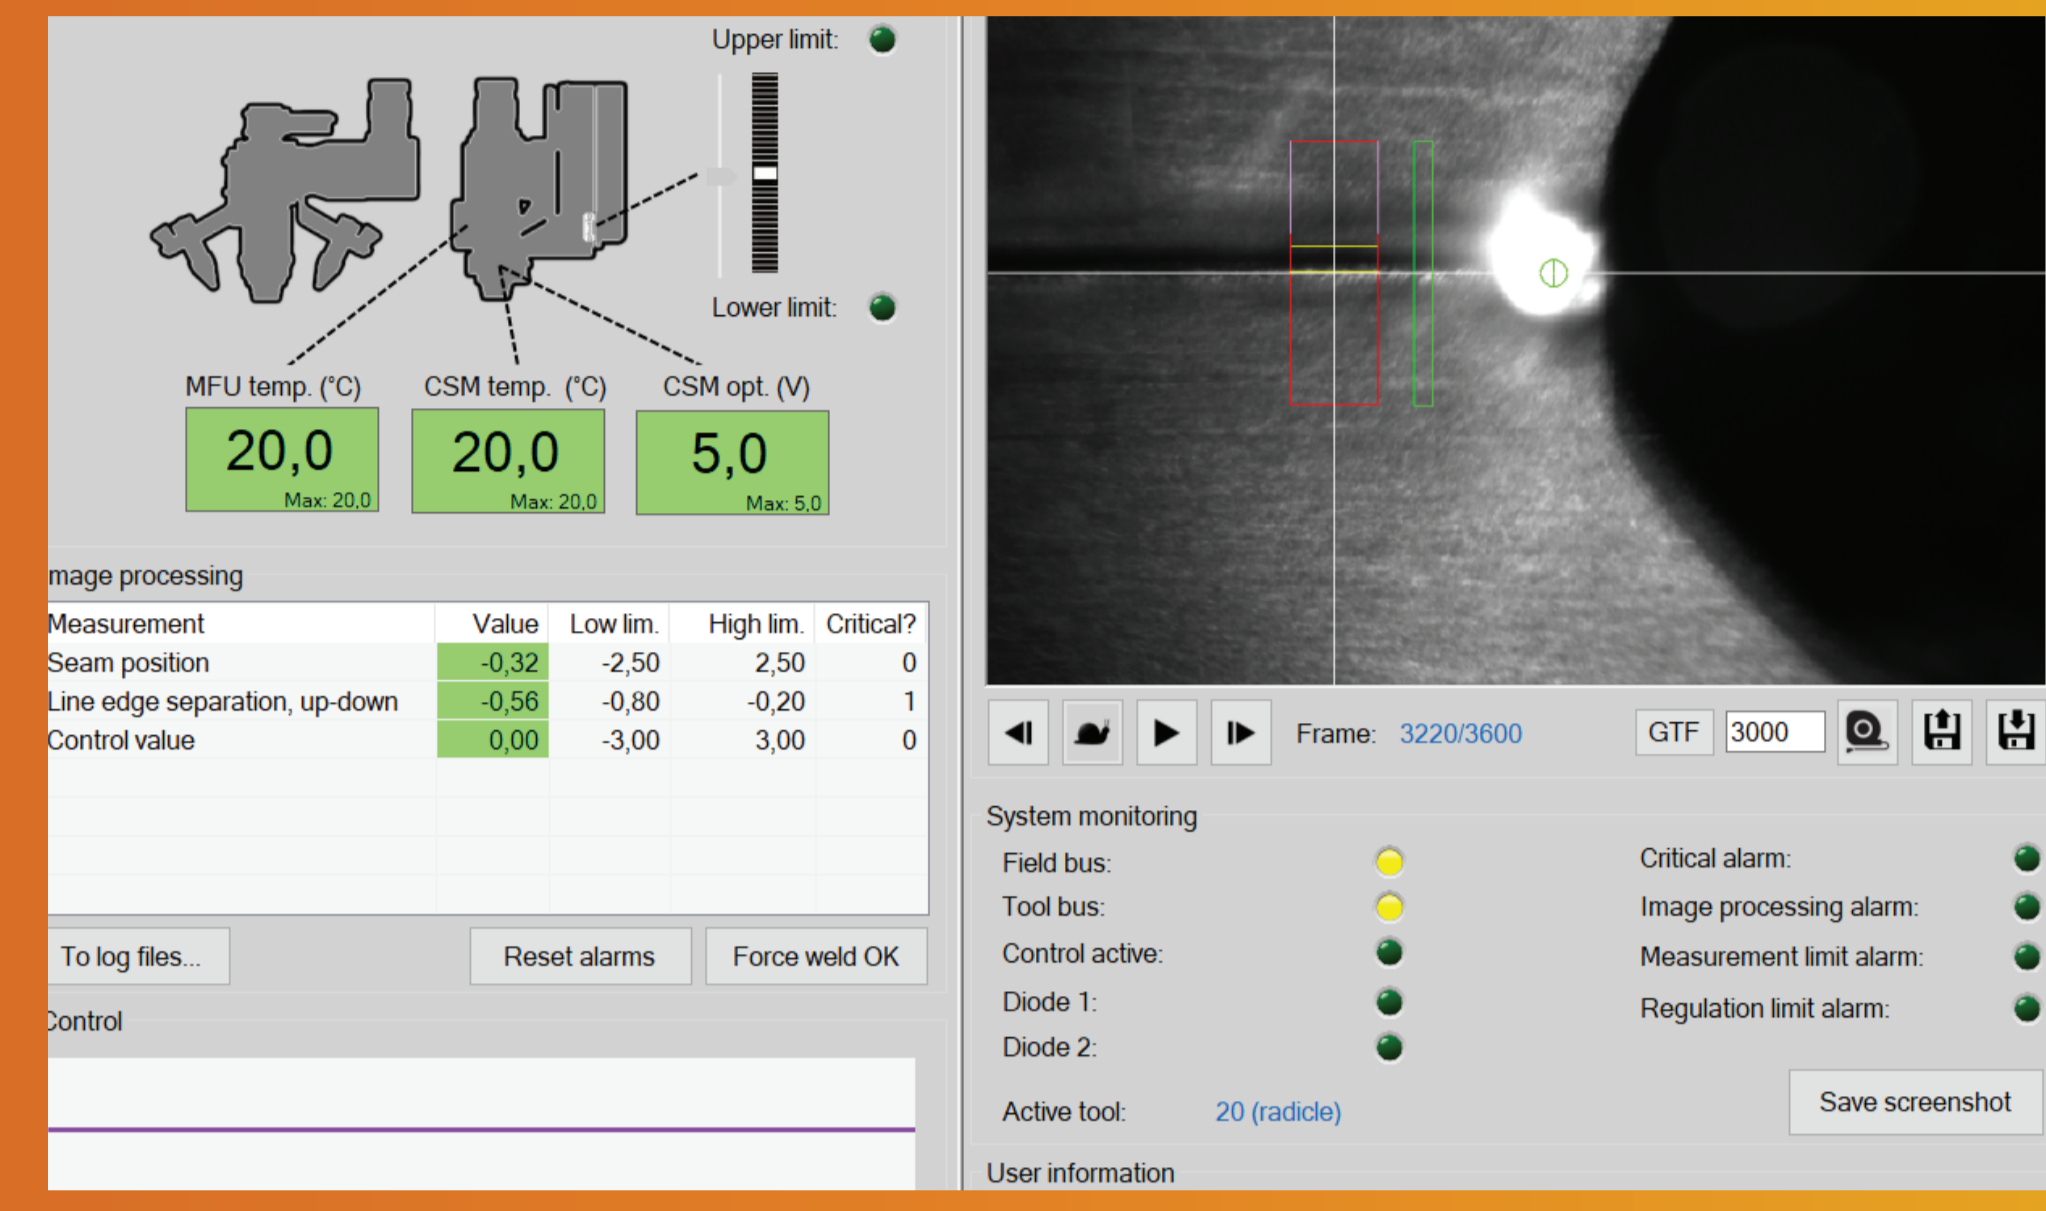 Upper limit:
Lower limit:
MFU temp. (°C)
CSM temp. (°C)
CSM opt. (V)
20,0
Max: 20,0
20,0
Max: 20,0
5,0
Max: 5,0
mage processing
Measurement Value Low lim. High lim. Critical?
Seam position -0,32 -2,50 2,50 0
Line edge separation, up-down -0,56 -0,80 -0,20 1
Control value 0,00 -3,00 3,00 0
To log files...
Reset alarms
Force weld OK
Control
Frame: 3220/3600
GTF
3000
System monitoring
Field bus:
Tool bus:
Control active:
Diode 1:
Diode 2:
Active tool: 20 (radicle)
Critical alarm:
Image processing alarm:
Measurement limit alarm:
Regulation limit alarm:
Save screenshot
User information